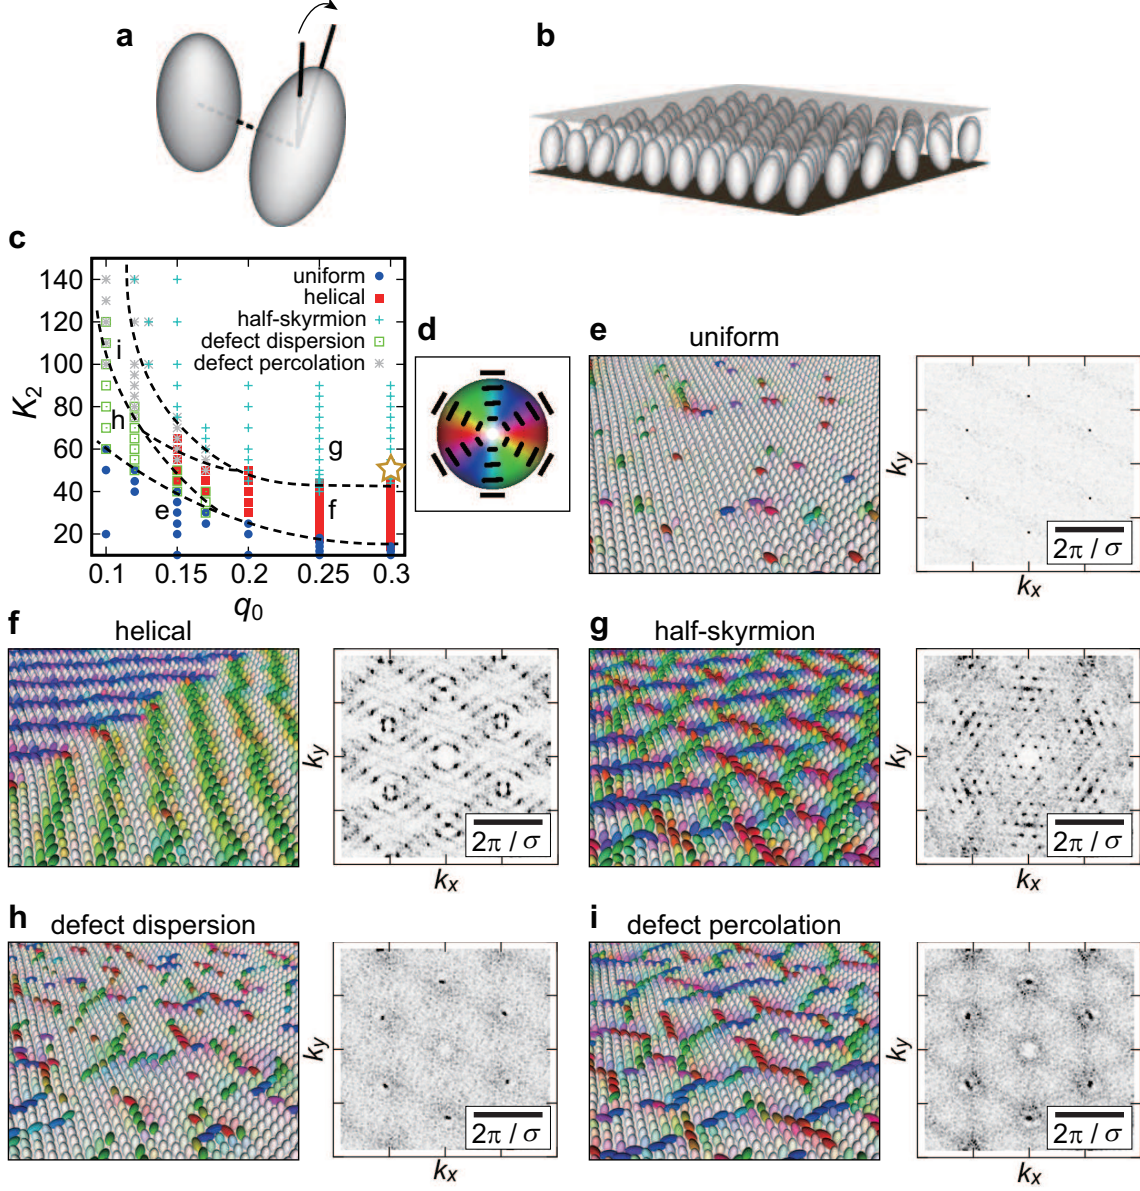 a
b
c
K2
140
120
100
80
60
40
20
uniform
helical
half-skyrmion
defect dispersion
defect percolation
i
h
e
g
f
0.1
0.15
0.2
0.25
0.3
q0
d
e
uniform
ky
2π / σ
kx
f
helical
ky
2π / σ
kx
g
half-skyrmion
ky
2π / σ
kx
h
defect dispersion
ky
2π / σ
kx
i
defect percolation
ky
2π / σ
kx